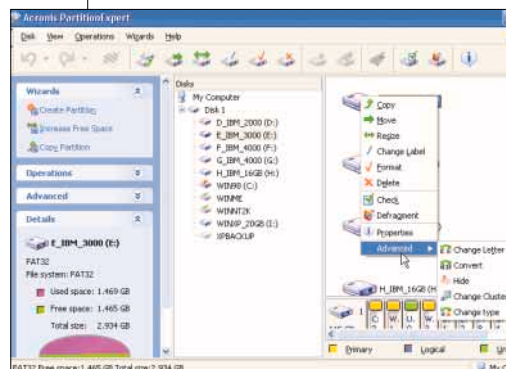 Acronis PartitionExpert
Disk View Operations Wizards Help
Wizards
Create Partition
Increase Free Space
Copy Partition
Operations
Advanced
Details
E_IBM_3000 (E:)
FAT32
File system: FAT32
Used space: 1.469 GB
Free space: 1.465 GB
Total size: 2.934 GB
Disks
My Computer
Disk 1
D_IBM_2000 (D:)
E_IBM_3000 (E:)
F_IBM_4000 (F:)
G_IBM_4000 (G:)
H_IBM_16GB (H:)
WIN98 (C:)
WINME
WINNT2K
WINXP_20GB (I:)
XPBACKUP
Copy
Move
Resize
Change Label
Format
Delete
Check
Defragment
Properties
Advanced
Change Letter
Convert
Hide
Change Cluster
Change type
H_IBM_16GB (H
1
C: W. U. W.
Primary
Logical
FAT32 Free space: 1.465 GB Total size: 2.934 GB
My C